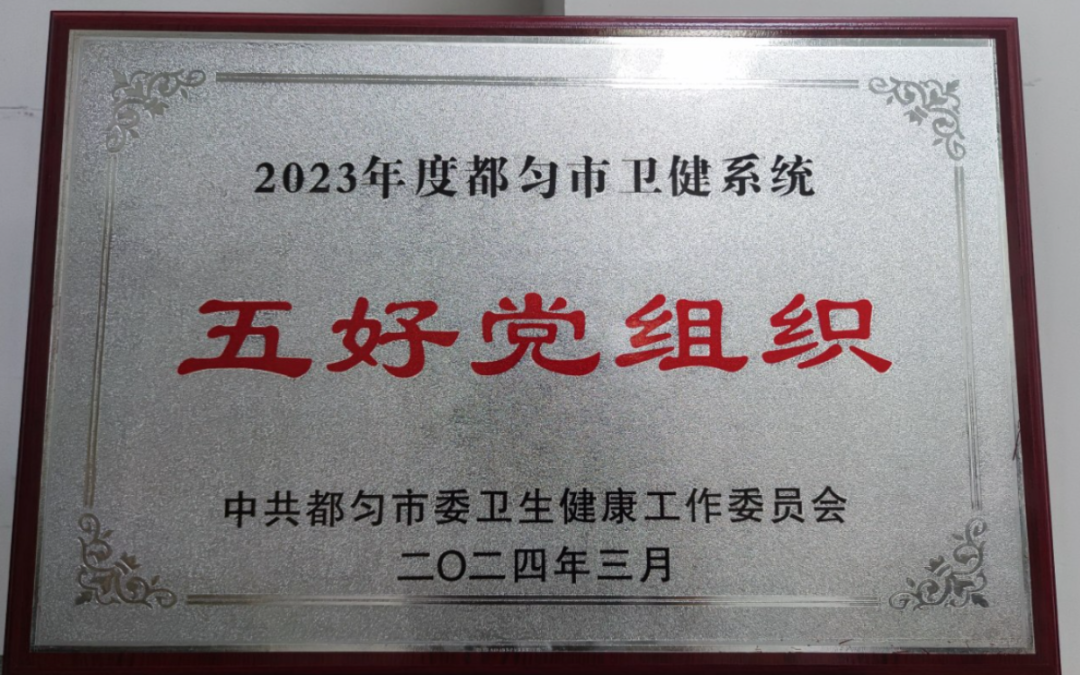 2023年度都匀市卫健系统
五好党组织
中共都匀市委卫生健康工作委员会
二〇二四年三月